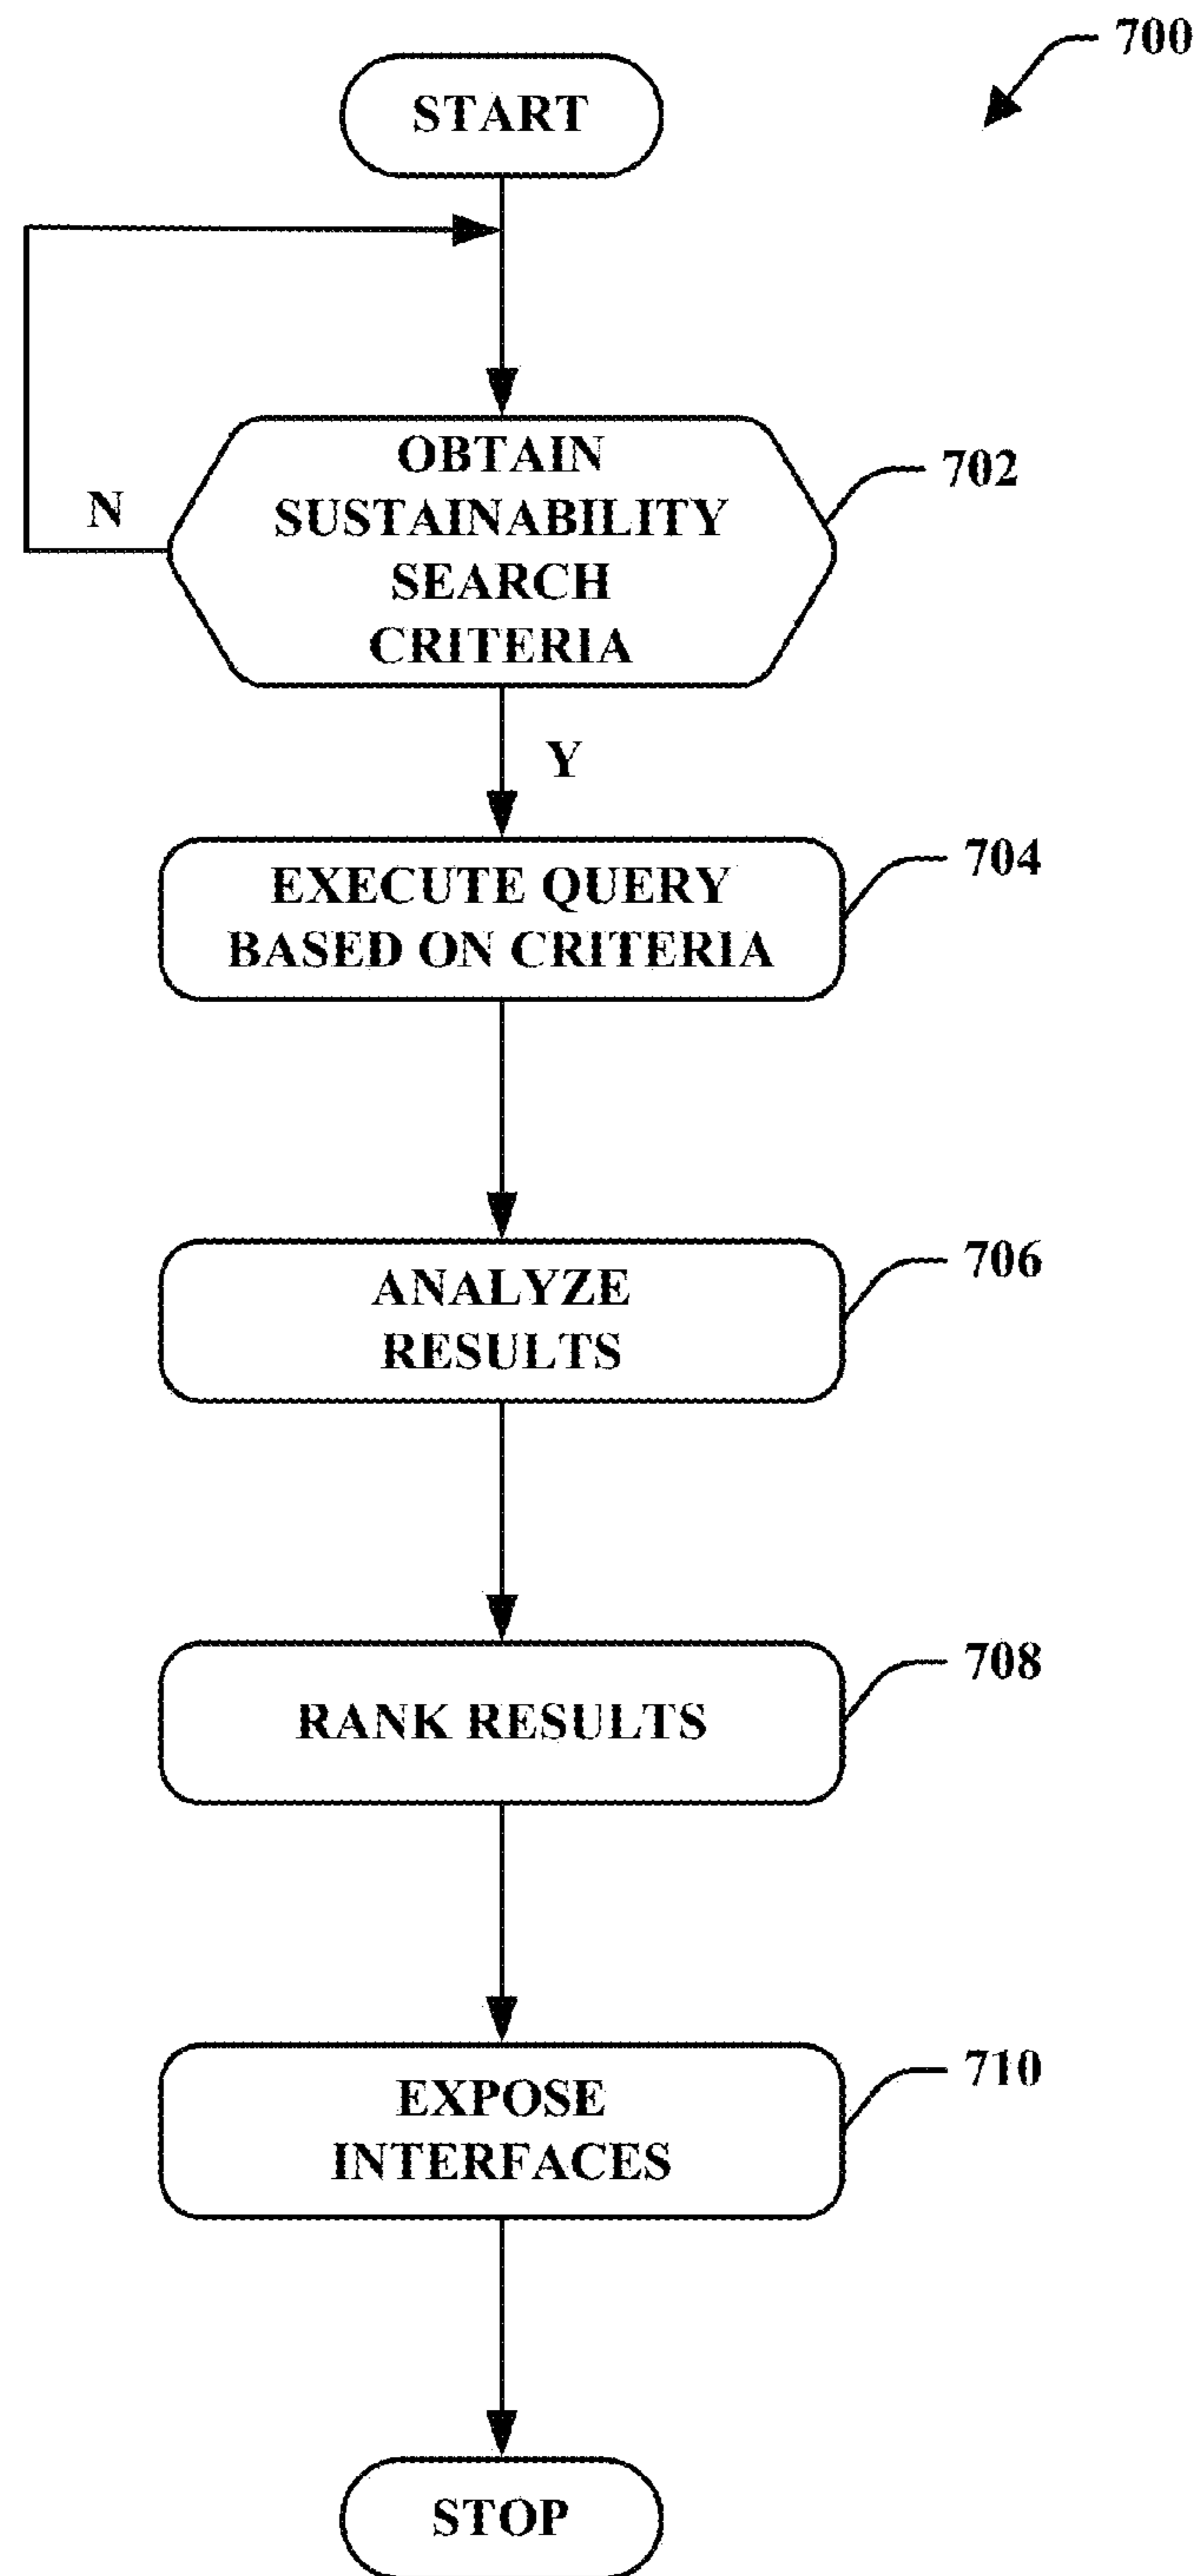 700
START
OBTAIN
SUSTAINABILITY
SEARCH
CRITERIA
702
N
Y
EXECUTE QUERY
BASED ON CRITERIA
704
ANALYZE
RESULTS
706
RANK RESULTS
708
EXPOSE
INTERFACES
710
STOP